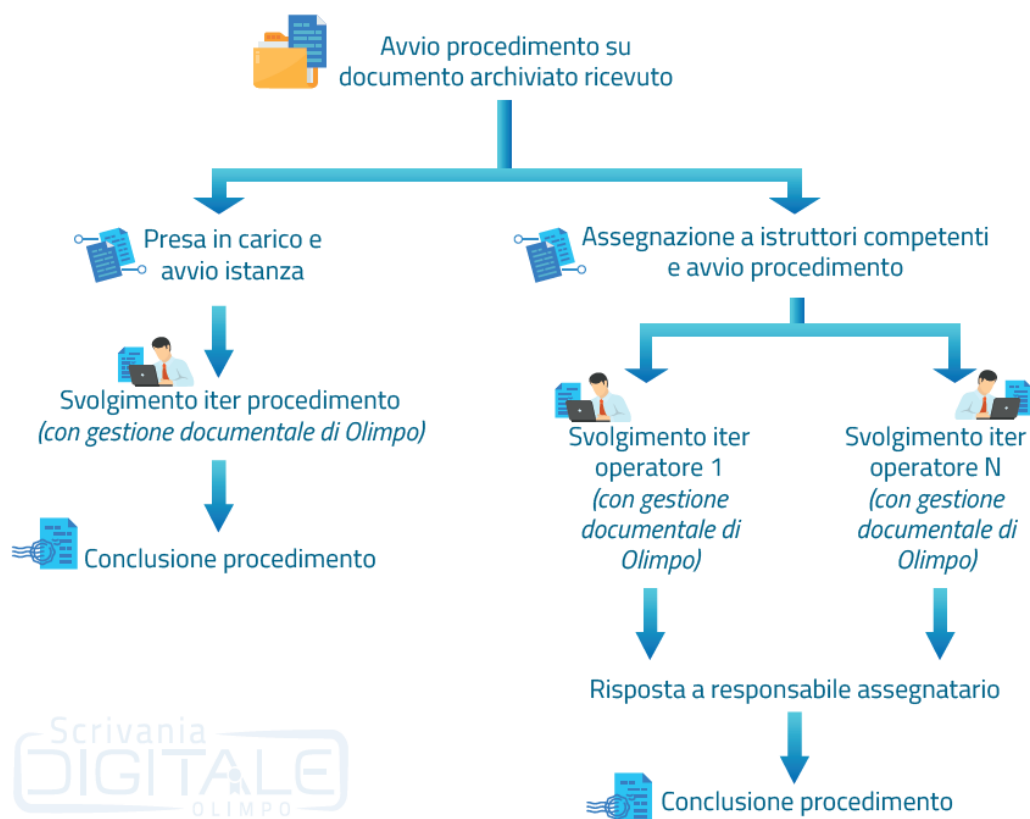 Avvio procedimento su
documento archiviato ricevuto
Presa in carico e
avvio istanza
Svolgimento iter procedimento
(con gestione documentale di Olimpo)
Conclusione procedimento
Assegnazione a istruttori competenti
e avvio procedimento
Svolgimento iter
operatore 1
(con gestione
documentale di
Olimpo)
Svolgimento iter
operatore N
(con gestione
documentale di
Olimpo)
Risposta a responsabile assegnatario
Conclusione procedimento
Scrivania
DIGITALE
OLIMPO